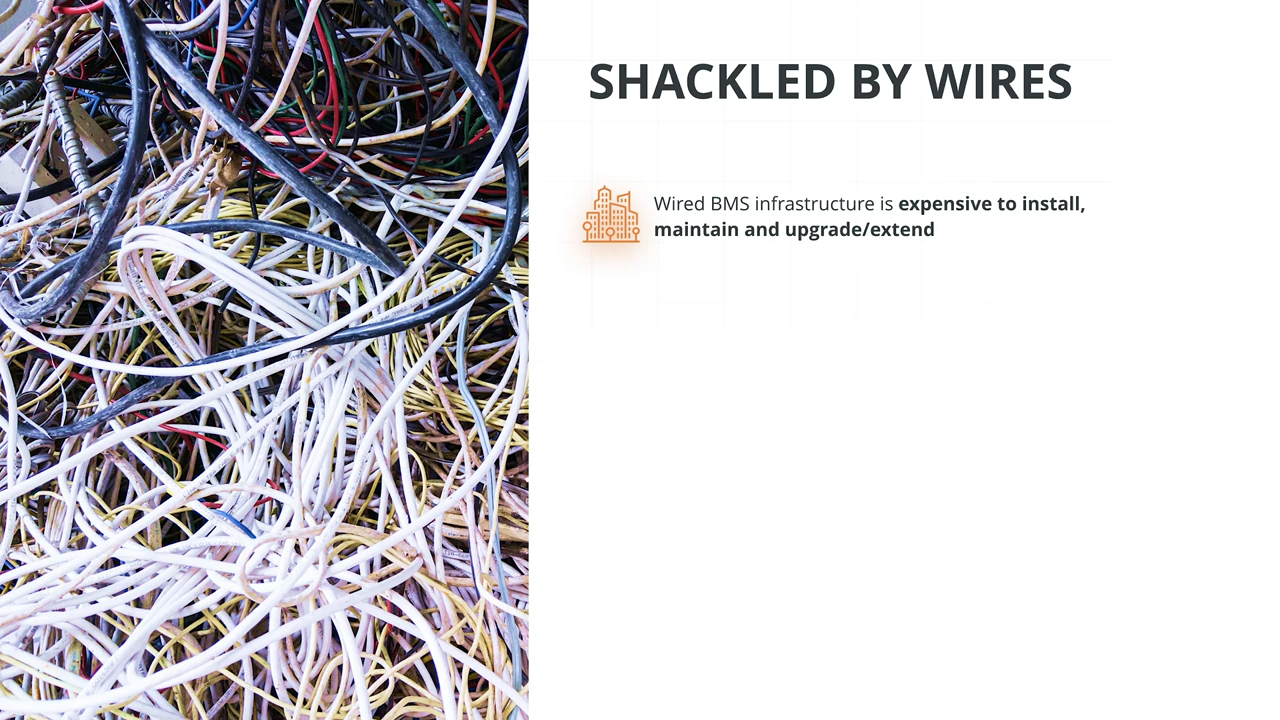 SHACKLED BY WIRES
Wired BMS infrastructure is expensive to install,
maintain and upgrade/extend